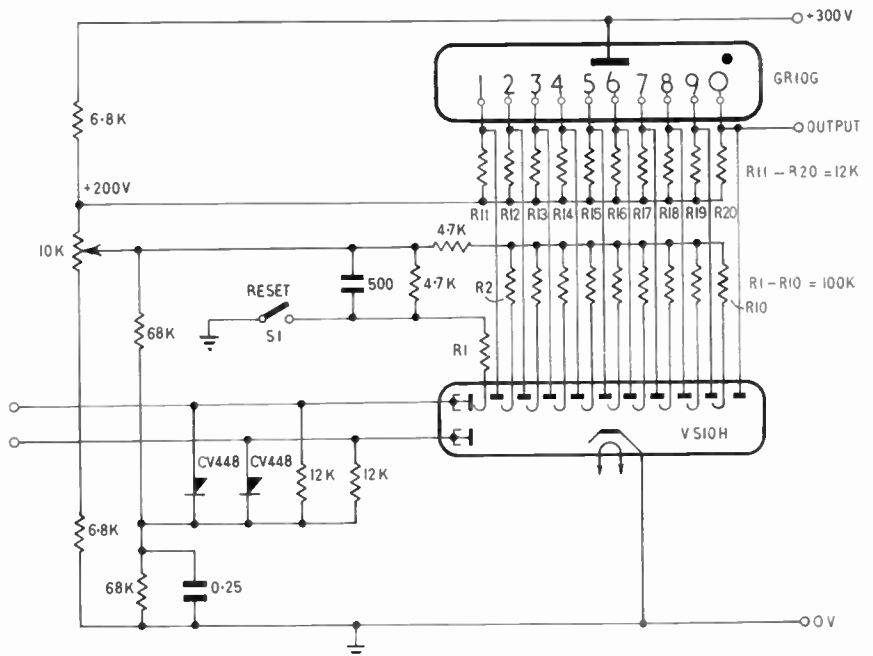 +300V
1 2 3 4 5 6 7 8 9 0
GR10G
6·8K
OUTPUT
R11 – R20 = 12K
+200V
R11 R12 R13 R14 R15 R16 R17 R18 R19 R20
4.7K
10K
500
4·7K
R2
R1 – R10 = 100K
R10
RESET
S1
68K
R1
VS10H
CV448
CV448
12K
12K
6·8K
68K
0·25
0V